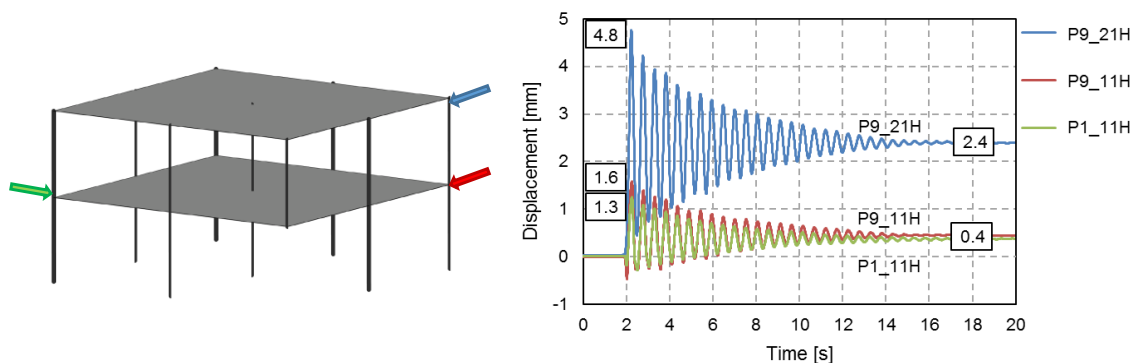 5
4
3
2
1
0
-1
Displacement [mm]
4.8
1.6
1.3
P9_21H
2.4
P9_11H
0.4
P1_11H
0 2 4 6 8 10 12 14 16 18 20
Time [s]
P9_21H
P9_11H
P1_11H